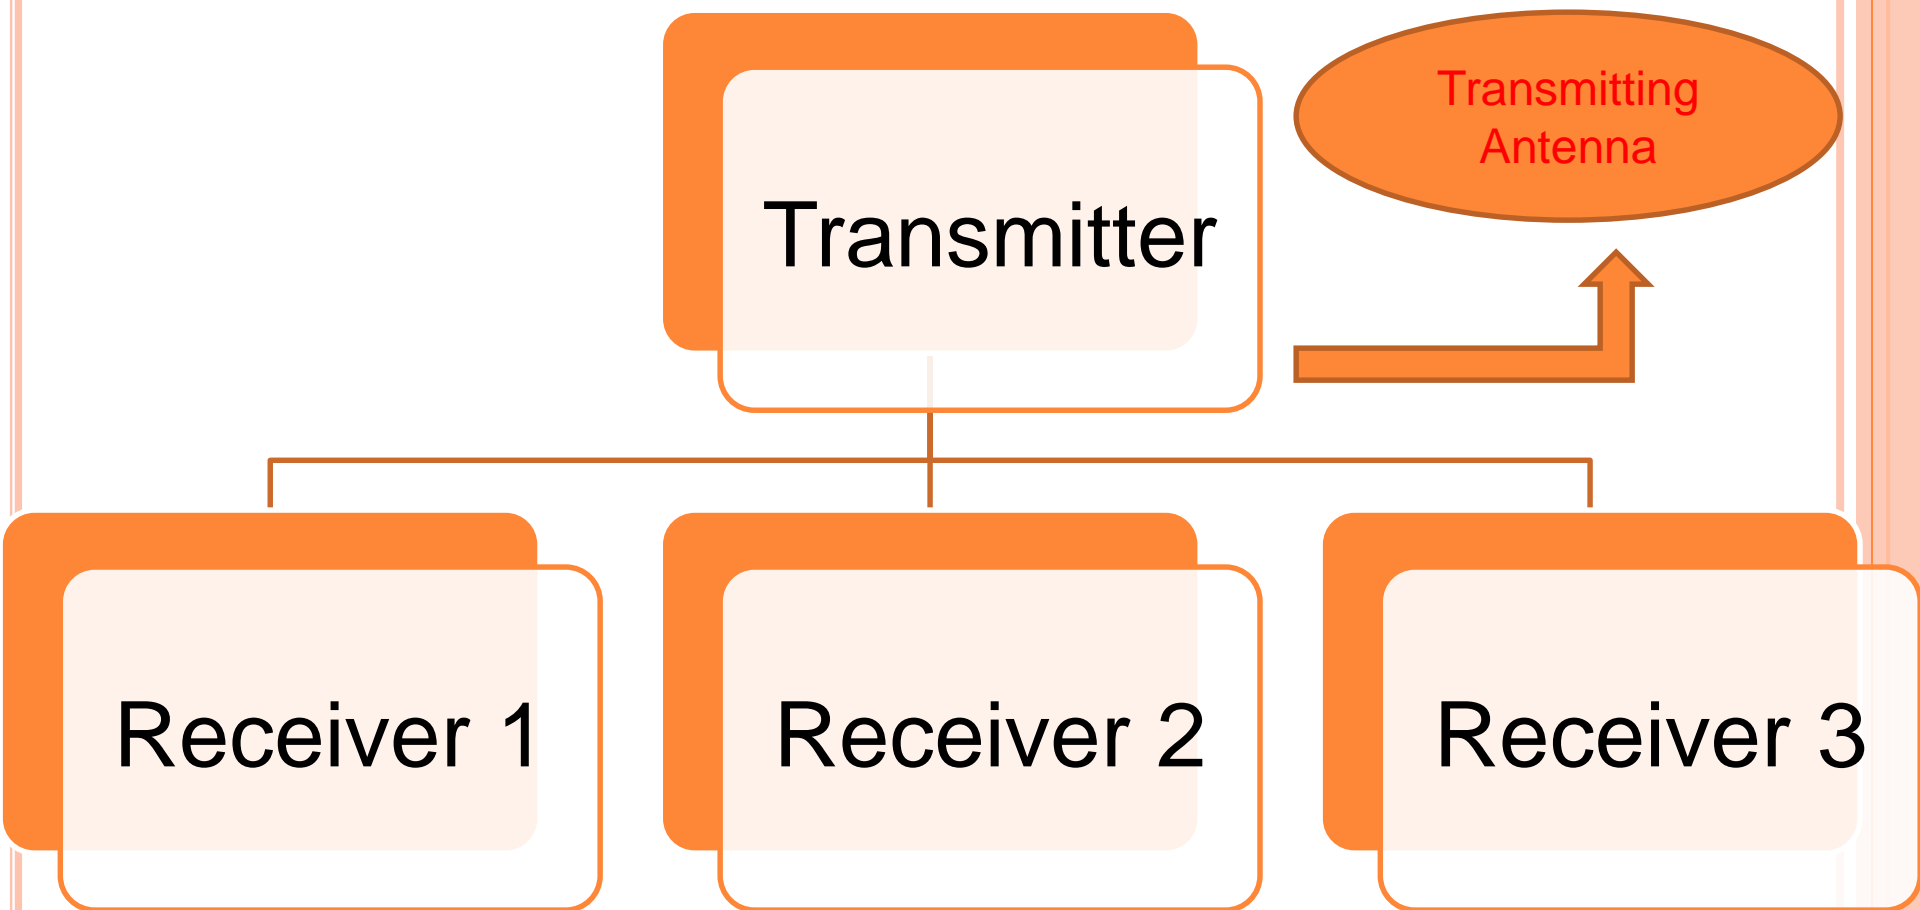 Transmitting
Antenna
Transmitter
Receiver 1
Receiver 2
Receiver 3